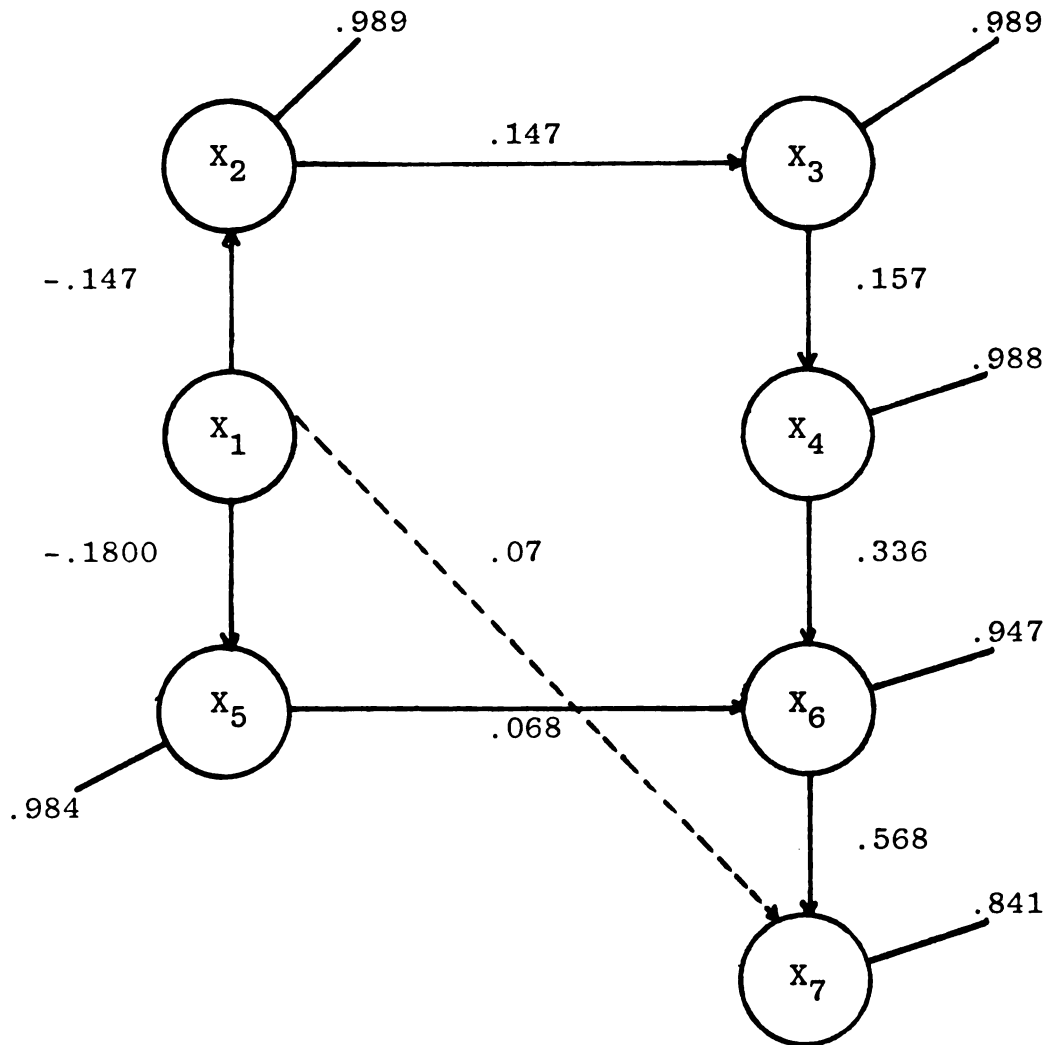 .989 .989
X2 .147 X3
-.147 .157
.988
X1 X4
-.1800 .07 .336
.947
X5 X6
.068
.984
.568
.841
X7